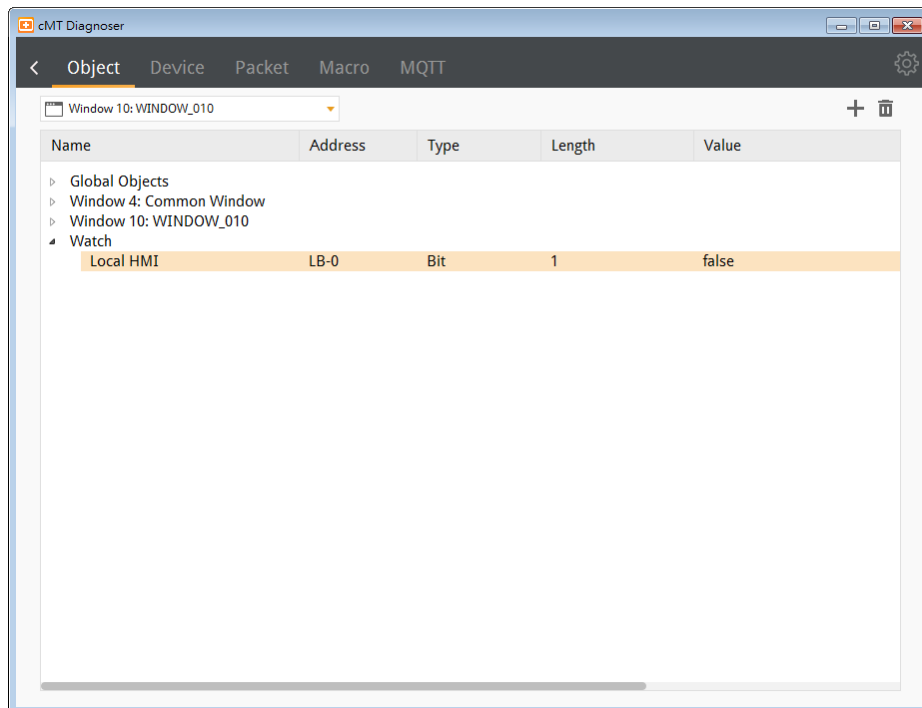 cMT Diagnoser
Object Device Packet Macro MQTT
Window 10: WINDOW_010
Name Address Type Length Value
Global Objects
Window 4: Common Window
Window 10: WINDOW_010
Watch
Local HMI LB-0 Bit 1 false